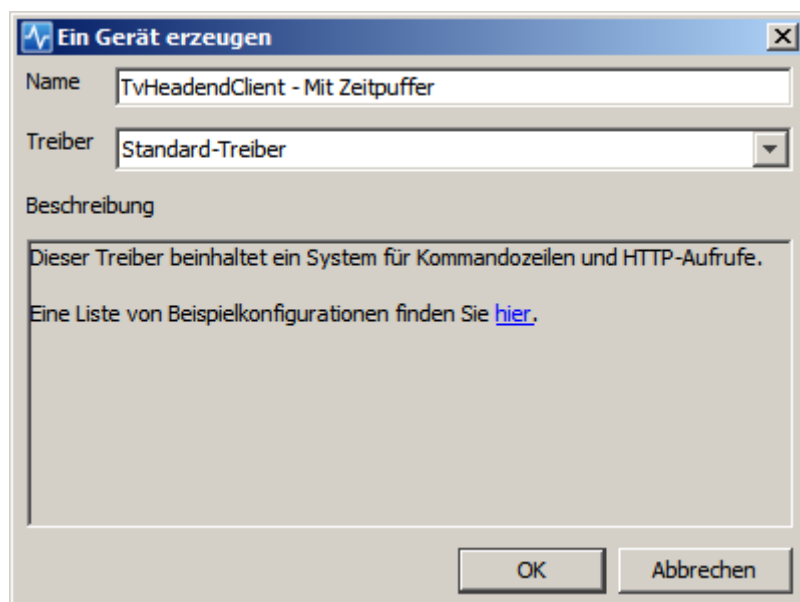 Ein Gerät erzeugen
Name TvHeadendClient - Mit Zeitpuffer
Treiber Standard-Treiber
Beschreibung
Dieser Treiber beinhaltet ein System für Kommandozeilen und HTTP-Aufrufe.
Eine Liste von Beispielkonfigurationen finden Sie hier.
OK Abbrechen